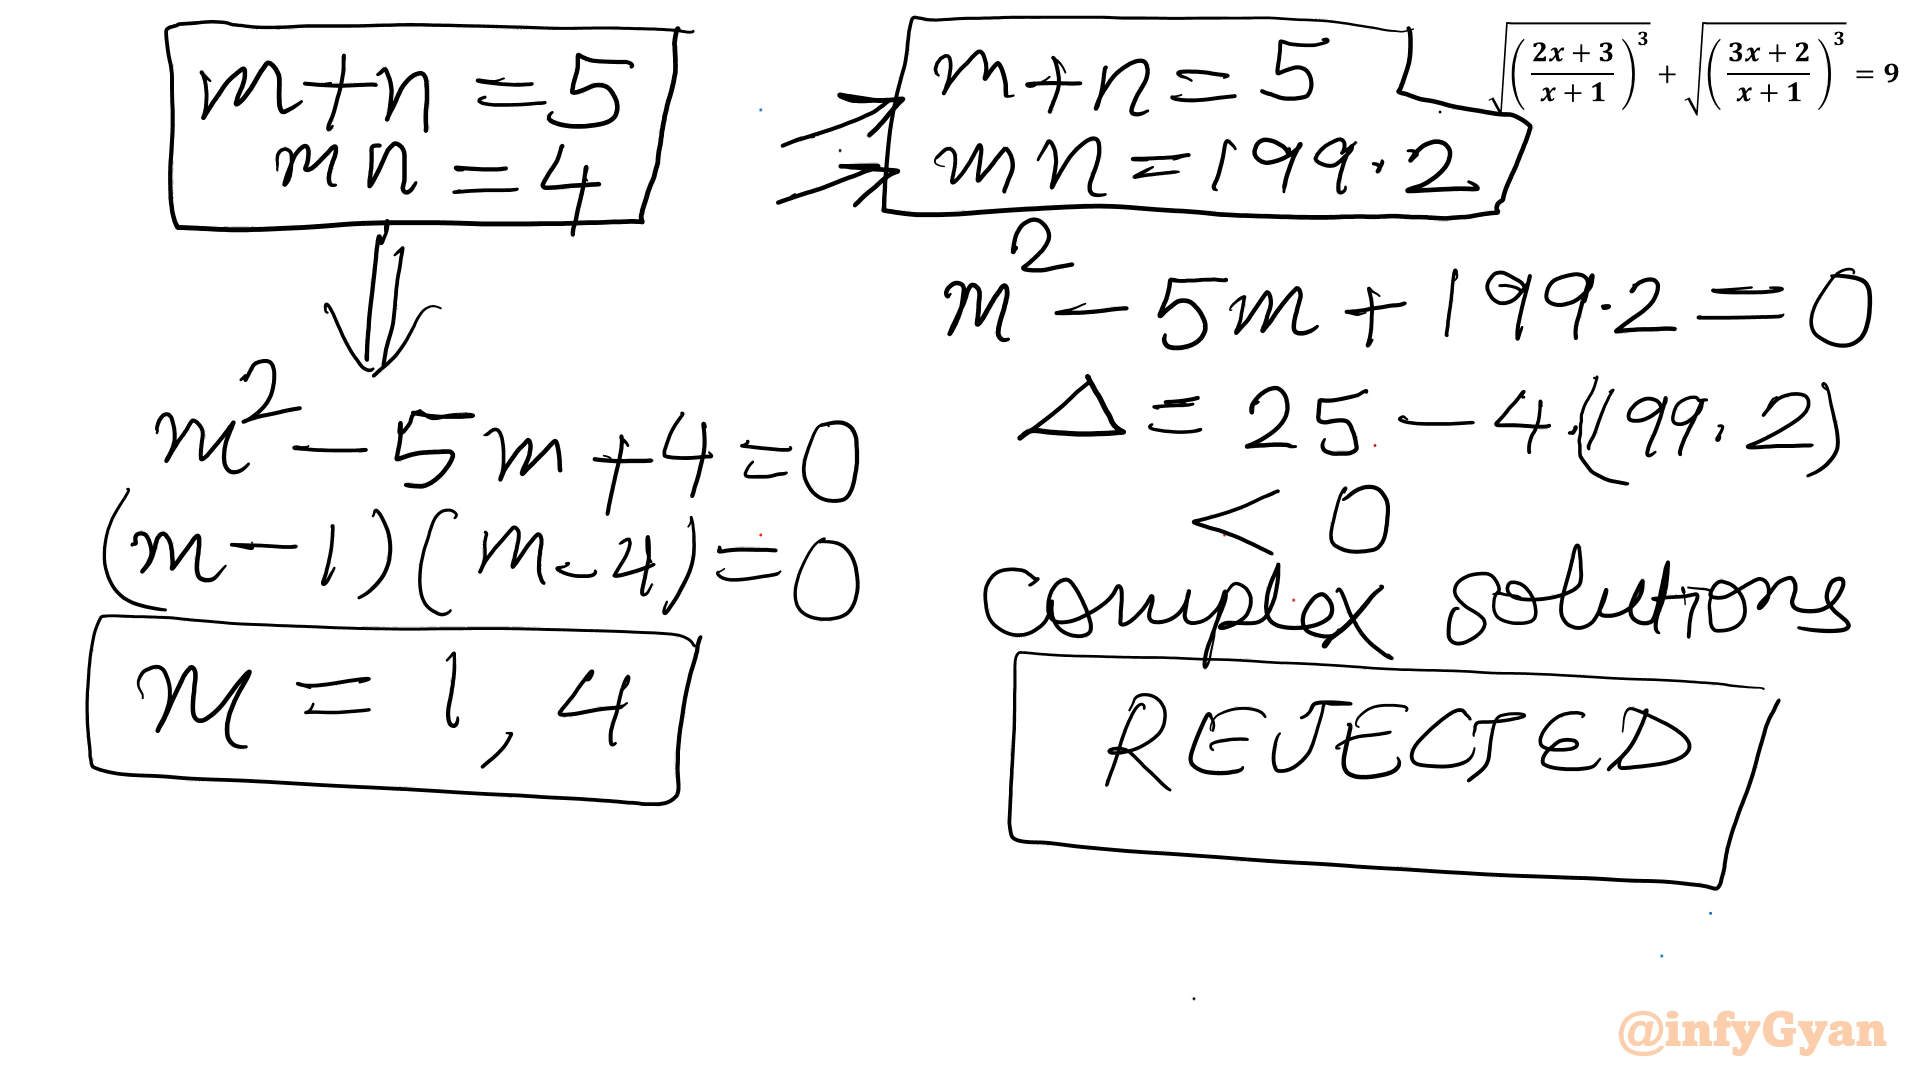 m+n=5
mn=4
m²-5m+4=0
(m-1)(m-4)=0
m=1,4
m+n=5
mn=199.2
m²-5m+199.2=0
Δ=25-4.(199.2)
<0
complex solutions
REJECTED
√((2x+3)/(x+1))³ + √((3x+2)/(x+1))³ = 9
@infyGyan